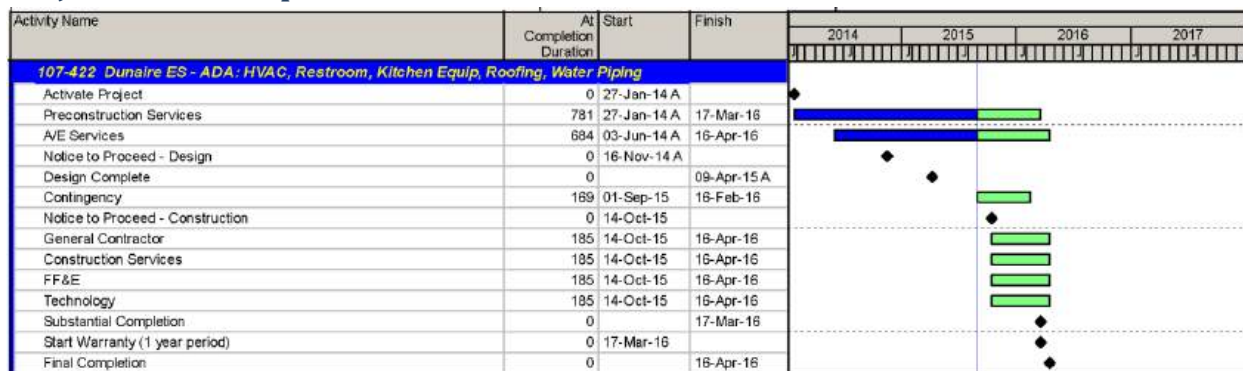 Activity Name At Completion Duration Start Finish
2014 2015 2016 2017
J J J J J J J J
107-422 Dunaire ES - ADA: HVAC, Restroom, Kitchen Equip, Roofing, Water Piping
Activate Project 0 27-Jan-14 A
Preconstruction Services 781 27-Jan-14 A 17-Mar-16
A/E Services 684 03-Jun-14 A 16-Apr-16
Notice to Proceed - Design 0 16-Nov-14 A
Design Complete 0 09-Apr-15 A
Contingency 169 01-Sep-15 16-Feb-16
Notice to Proceed - Construction 0 14-Oct-15
General Contractor 185 14-Oct-15 16-Apr-16
Construction Services 185 14-Oct-15 16-Apr-16
FF&E 185 14-Oct-15 16-Apr-16
Technology 185 14-Oct-15 16-Apr-16
Substantial Completion 0 17-Mar-16
Start Warranty (1 year period) 0 17-Mar-16
Final Completion 0 16-Apr-16